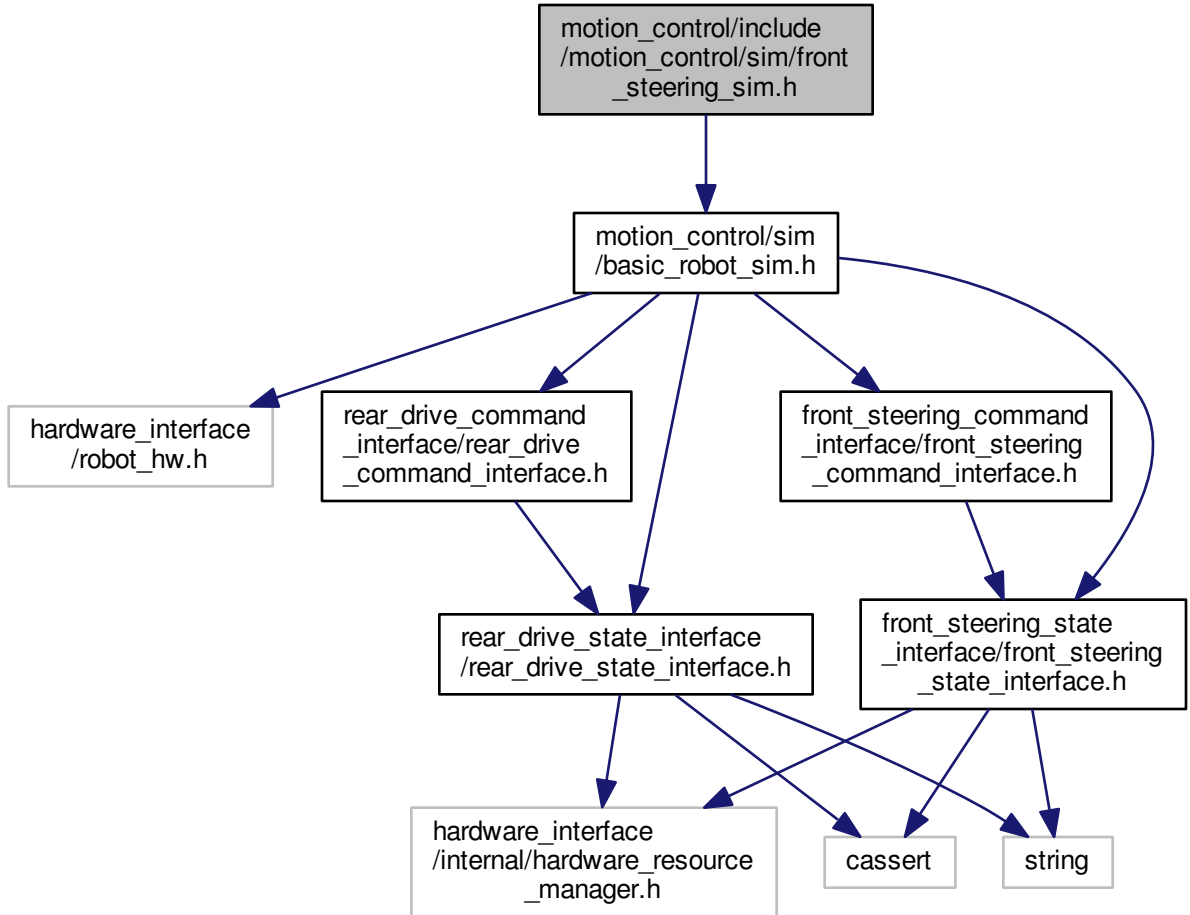 motion_control/include
/motion_control/sim/front
_steering_sim.h
motion_control/sim
/basic_robot_sim.h
hardware_interface
/robot_hw.h
rear_drive_command
_interface/rear_drive
_command_interface.h
front_steering_command
_interface/front_steering
_command_interface.h
rear_drive_state_interface
/rear_drive_state_interface.h
front_steering_state
_interface/front_steering
_state_interface.h
hardware_interface
/internal/hardware_resource
_manager.h
cassert
string